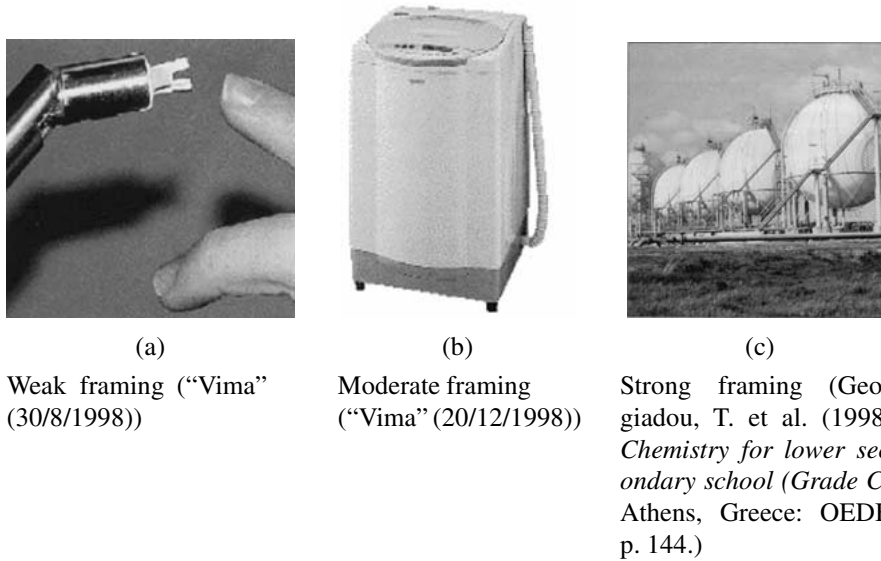 (a)
Weak framing (“Vima”
(30/8/1998))
(b)
Moderate framing
(“Vima” (20/12/1998))
(c)
Strong framing (Geo
giadou, T. et al. (1998
Chemistry for lower sec
ondary school (Grade C
Athens, Greece:
p. 144.)